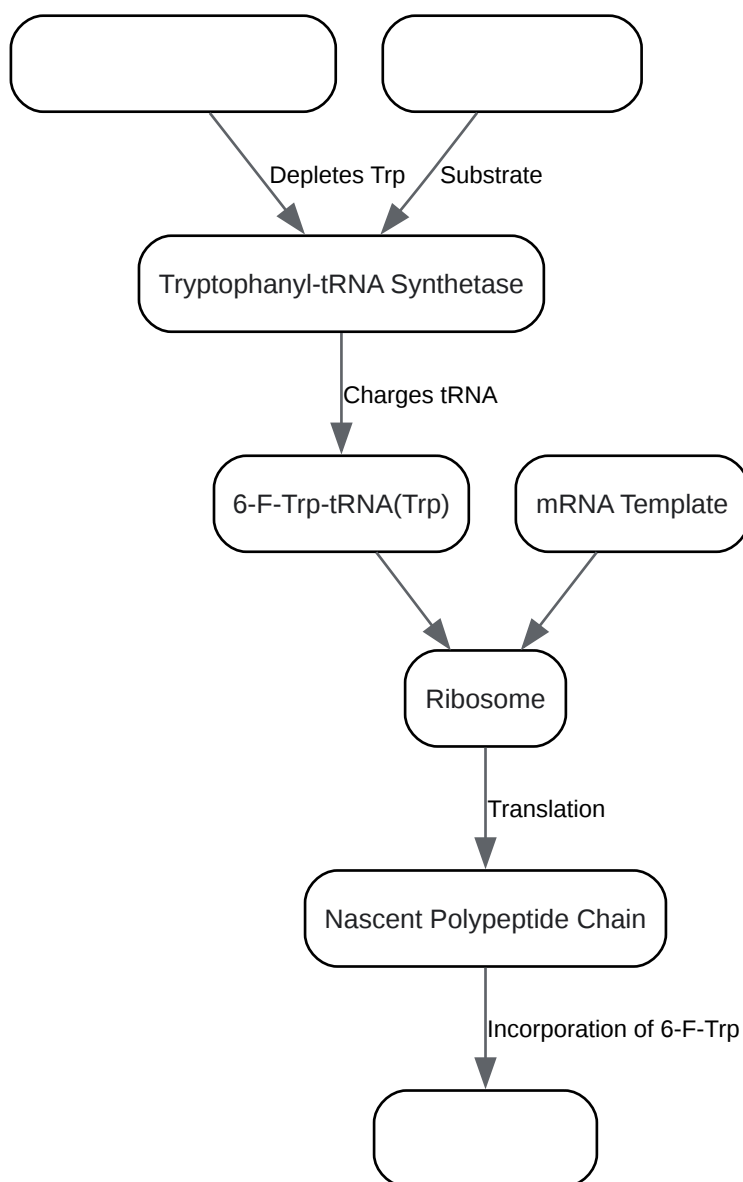 Depletes Trp
Substrate
Tryptophanyl-tRNA Synthetase
Charges tRNA
6-F-Trp-tRNA(Trp)
mRNA Template
Ribosome
Translation
Nascent Polypeptide Chain
Incorporation of 6-F-Trp